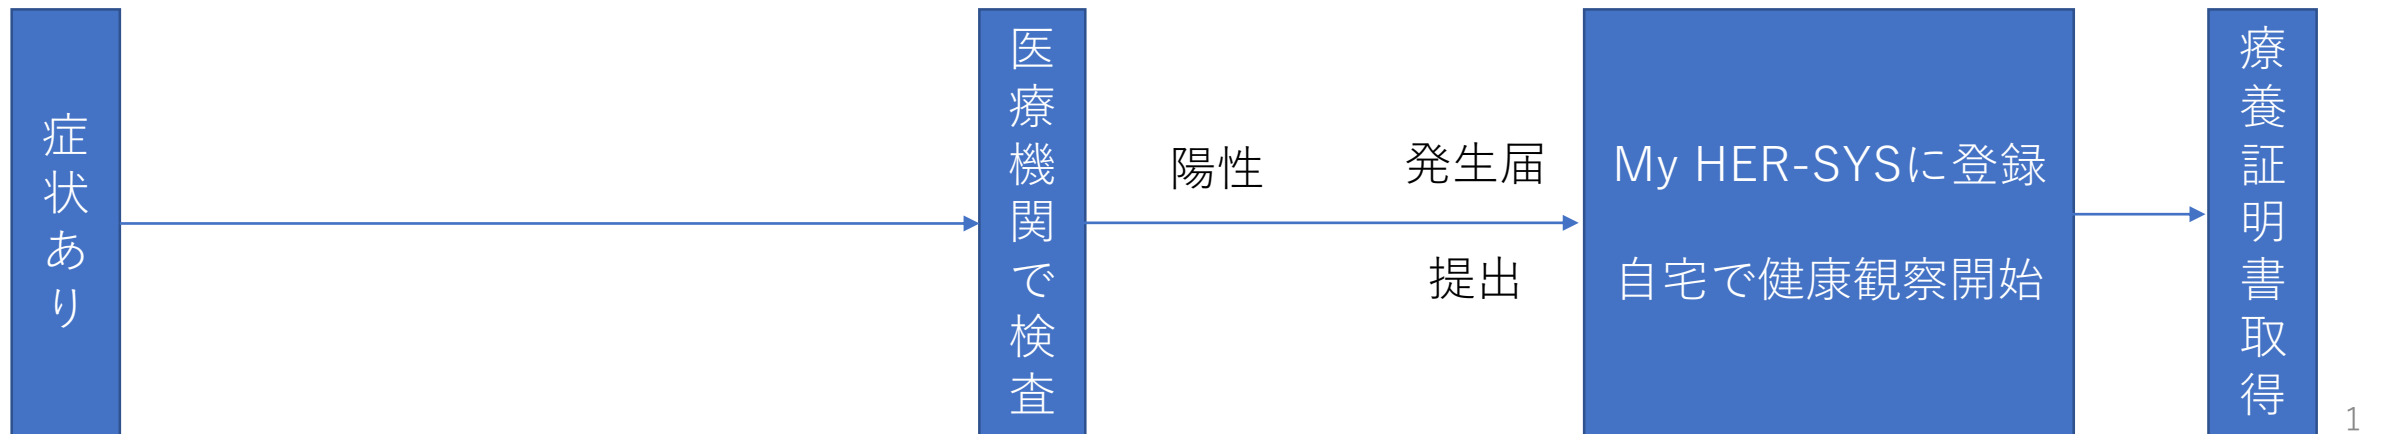 症状あり
医療機関で検査
陽性
発生届
提出
My HER-SYSに登録
自宅で健康観察開始
療養証明書取得
1